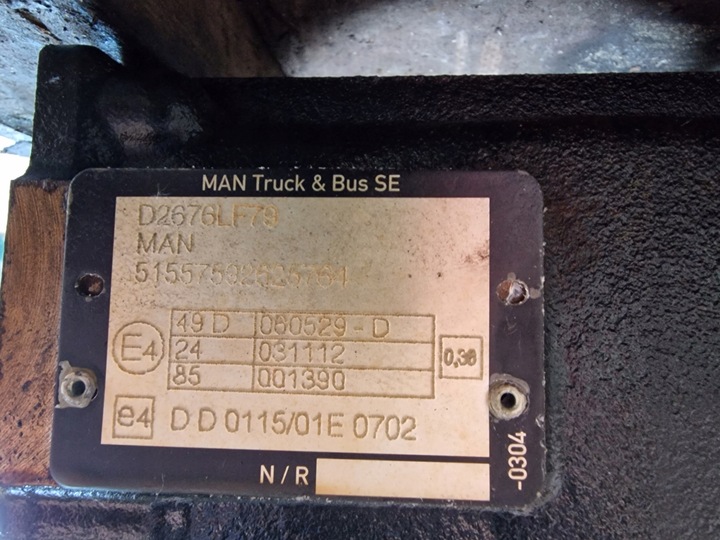 MAN Truck & Bus SE
D2676LF79
MAN
E4
49 D 060529 - D
24 031112
85 001390
0,36
e4 D D 0115/01E 0702
N / R
-0304